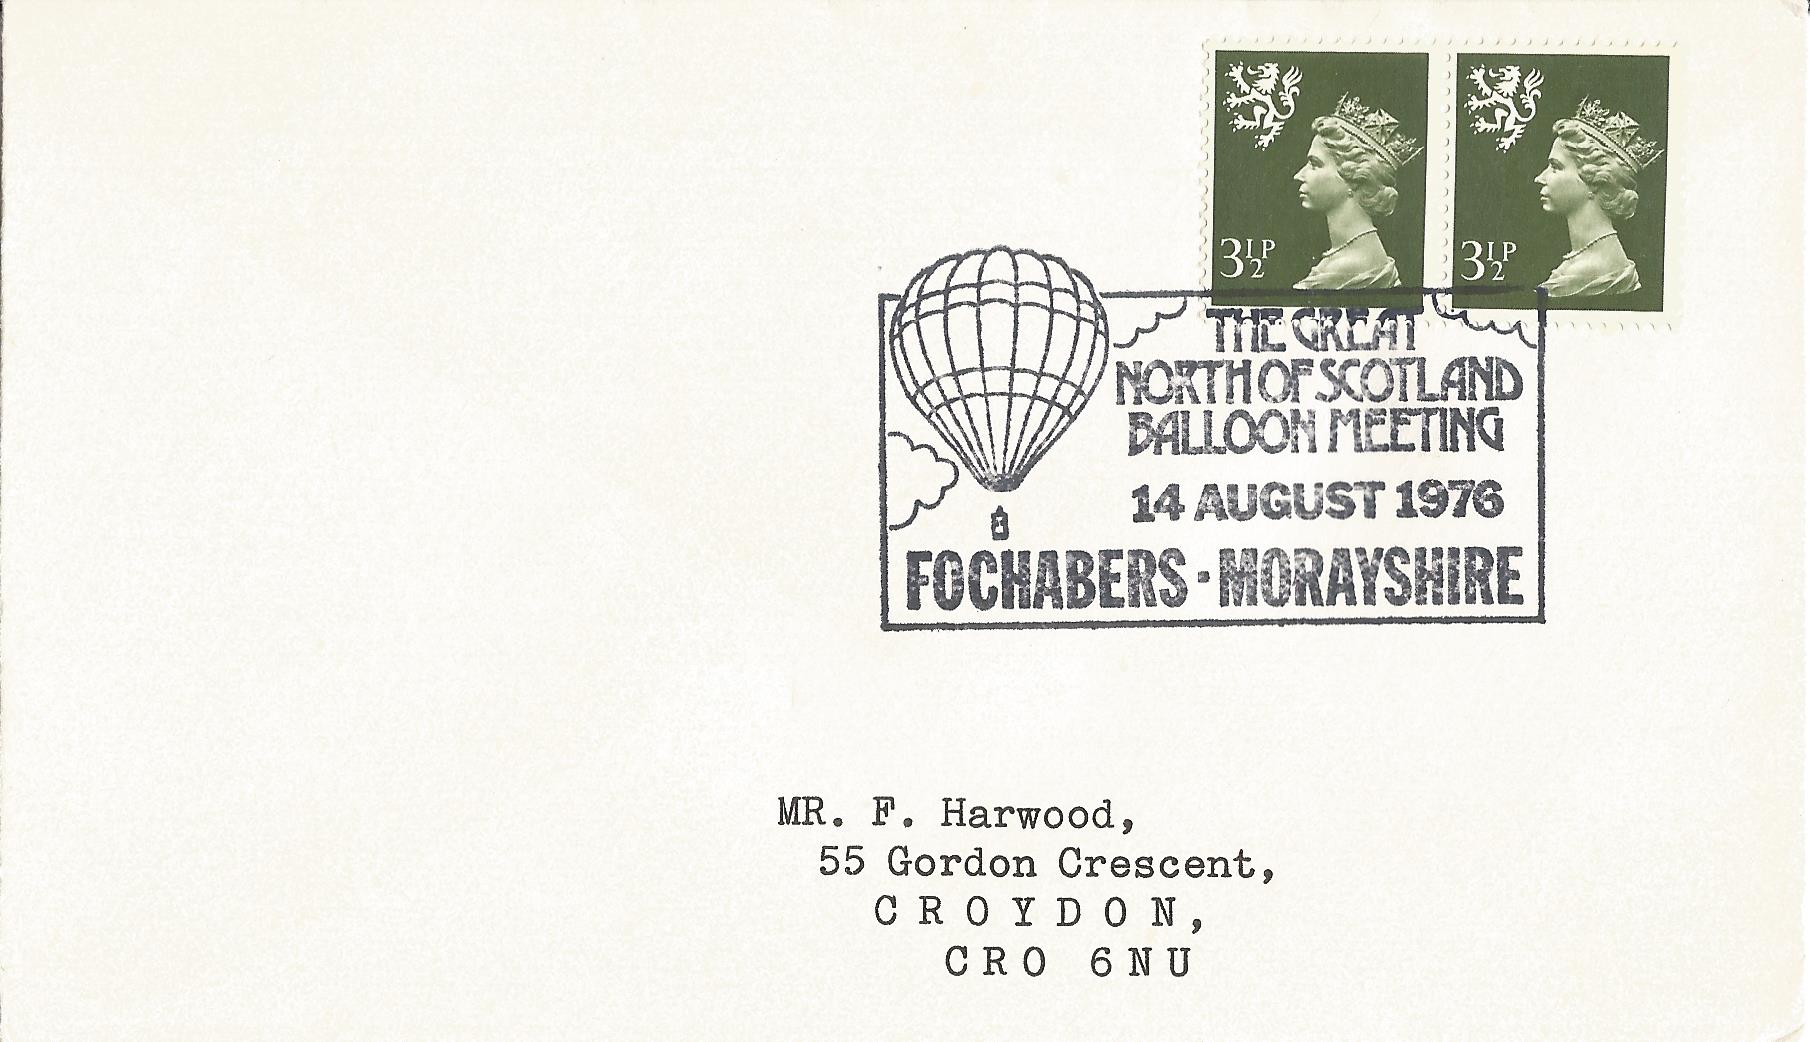 3½P 3½P
THE GREAT
NORTH OF SCOTLAND
BALLOON MEETING
14 AUGUST 1976
FOCHABERS · MORAYSHIRE
MR. F. Harwood,
55 Gordon Crescent,
CROYDON,
CRO 6NU